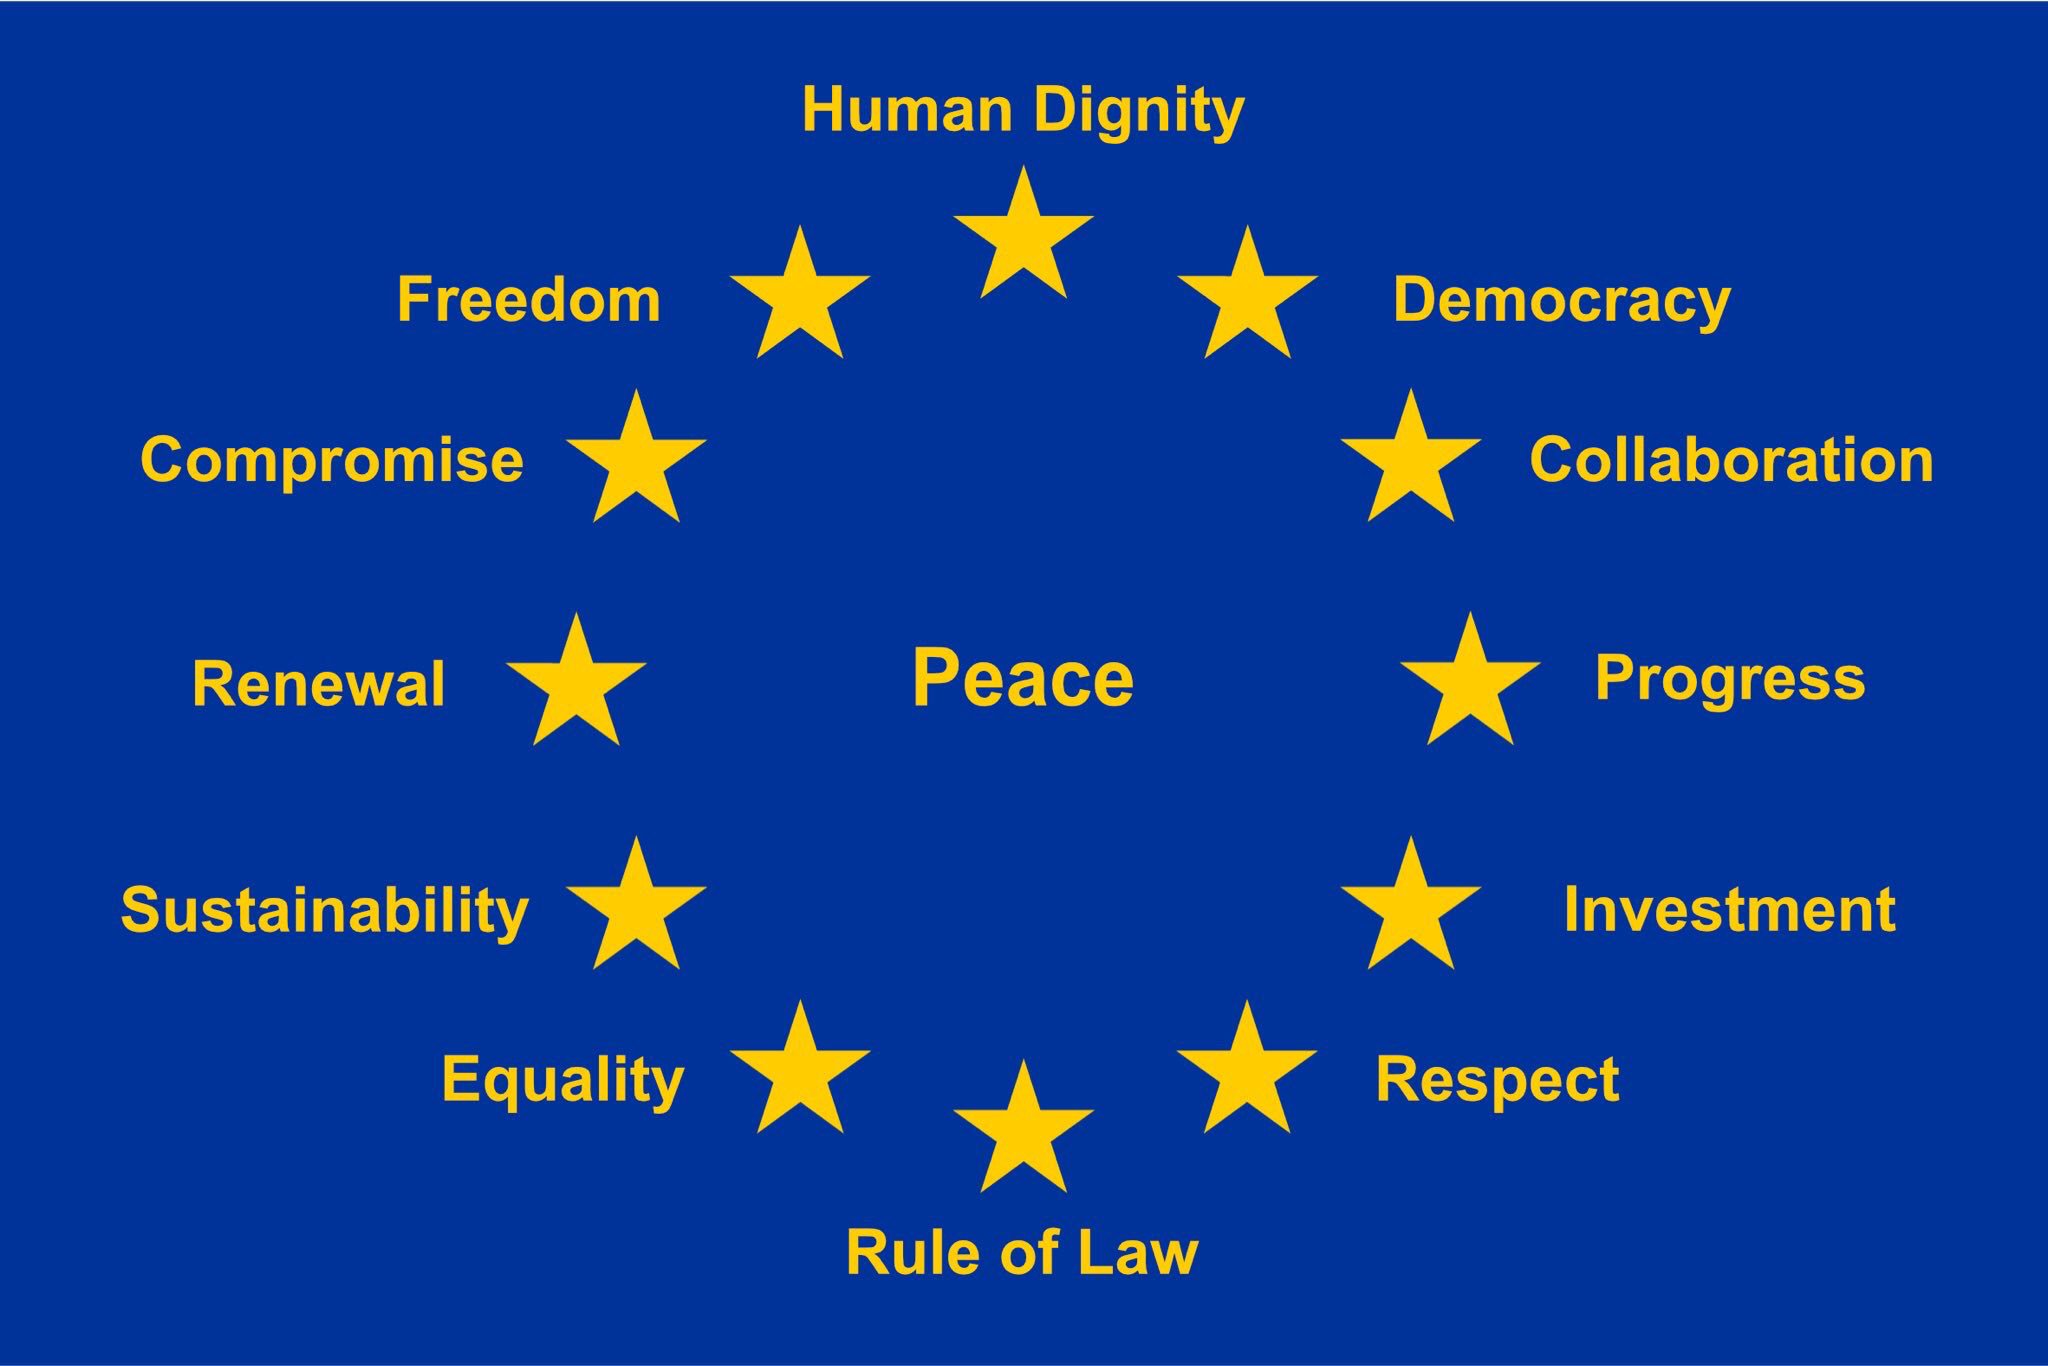 Human Dignity
Freedom
Democracy
Compromise
Collaboration
Renewal
Peace
Progress
Sustainability
Investment
Equality
Respect
Rule of Law